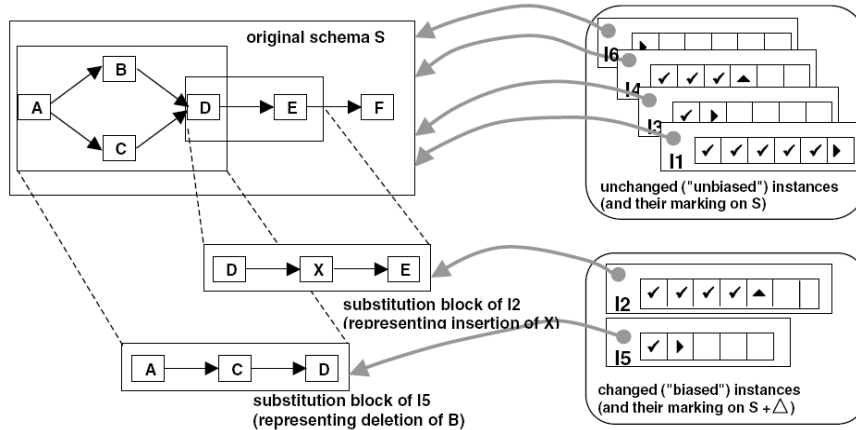 original schema S
A
B
C
D
E
F
I6
I4
I3
I1
unchanged ("unbiased") instances
(and their marking on S)
D
X
E
substitution block of I2
(representing insertion of X)
I2
I5
A
C
D
substitution block of I5
(representing deletion of B)
changed ("biased") instances
(and their marking on S +△)